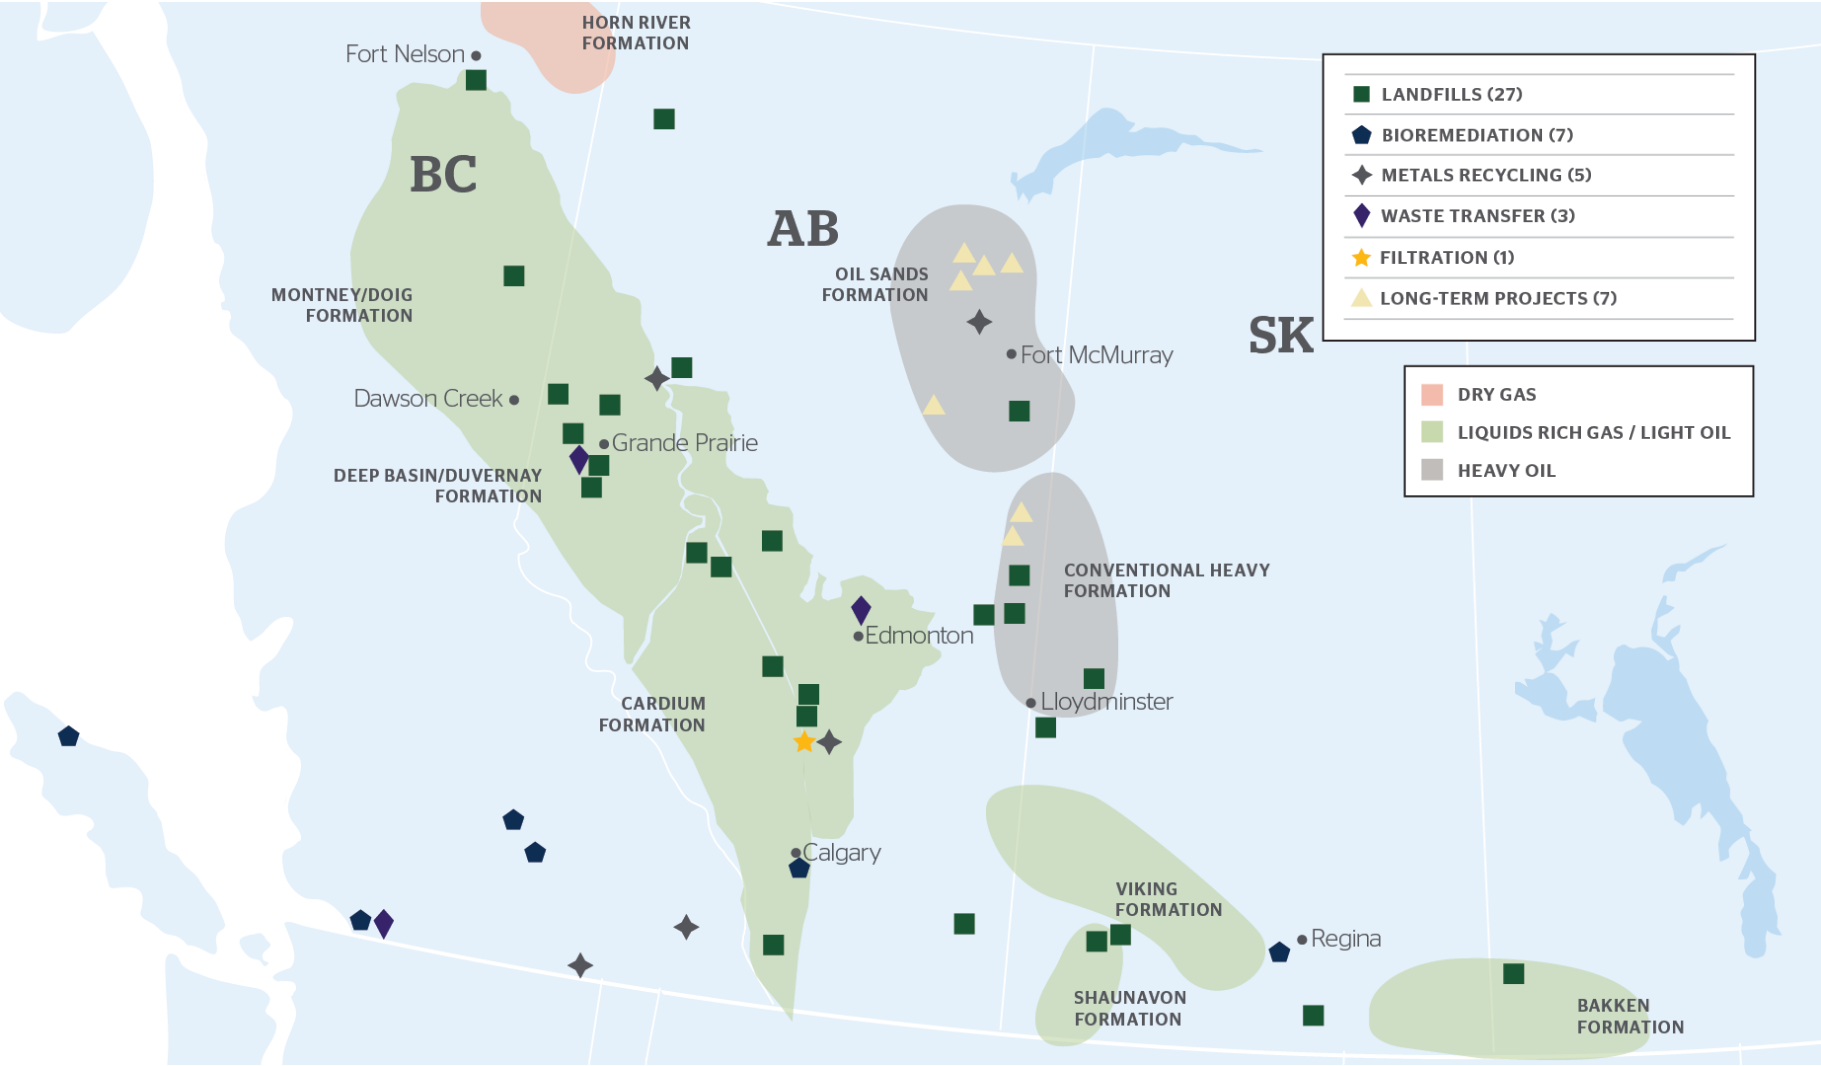 HORN RIVER
FORMATION
Fort Nelson
LANDFILLS (27)
BIOREMEDIATION (7)
METALS RECYCLING (5)
WASTE TRANSFER (3)
FILTRATION (1)
LONG-TERM PROJECTS (7)
BC
AB
OIL SANDS
FORMATION
MONTNEY/DOIG
FORMATION
SK
Fort McMurray
DRY GAS
LIQUIDS RICH GAS / LIGHT OIL
HEAVY OIL
Dawson Creek
Grande Prairie
DEEP BASIN/DUVERNAY
FORMATION
CONVENTIONAL HEAVY
FORMATION
Edmonton
CARDIUM
FORMATION
Lloydminster
Calgary
VIKING
FORMATION
Regina
SHAUNAVON
FORMATION
BAKKEN
FORMATION